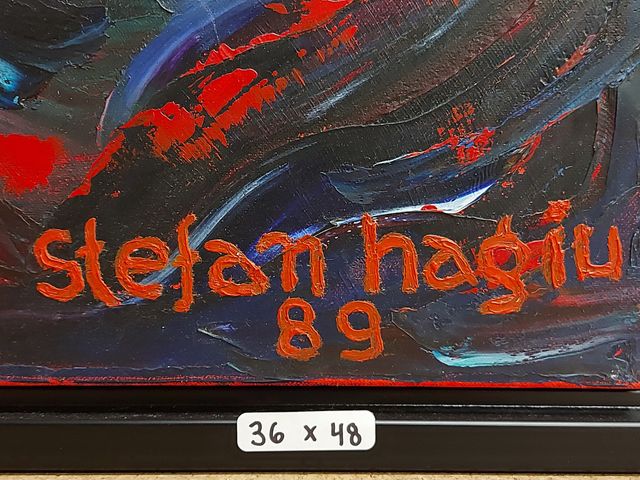 stefan hagiu
89
36 x 48